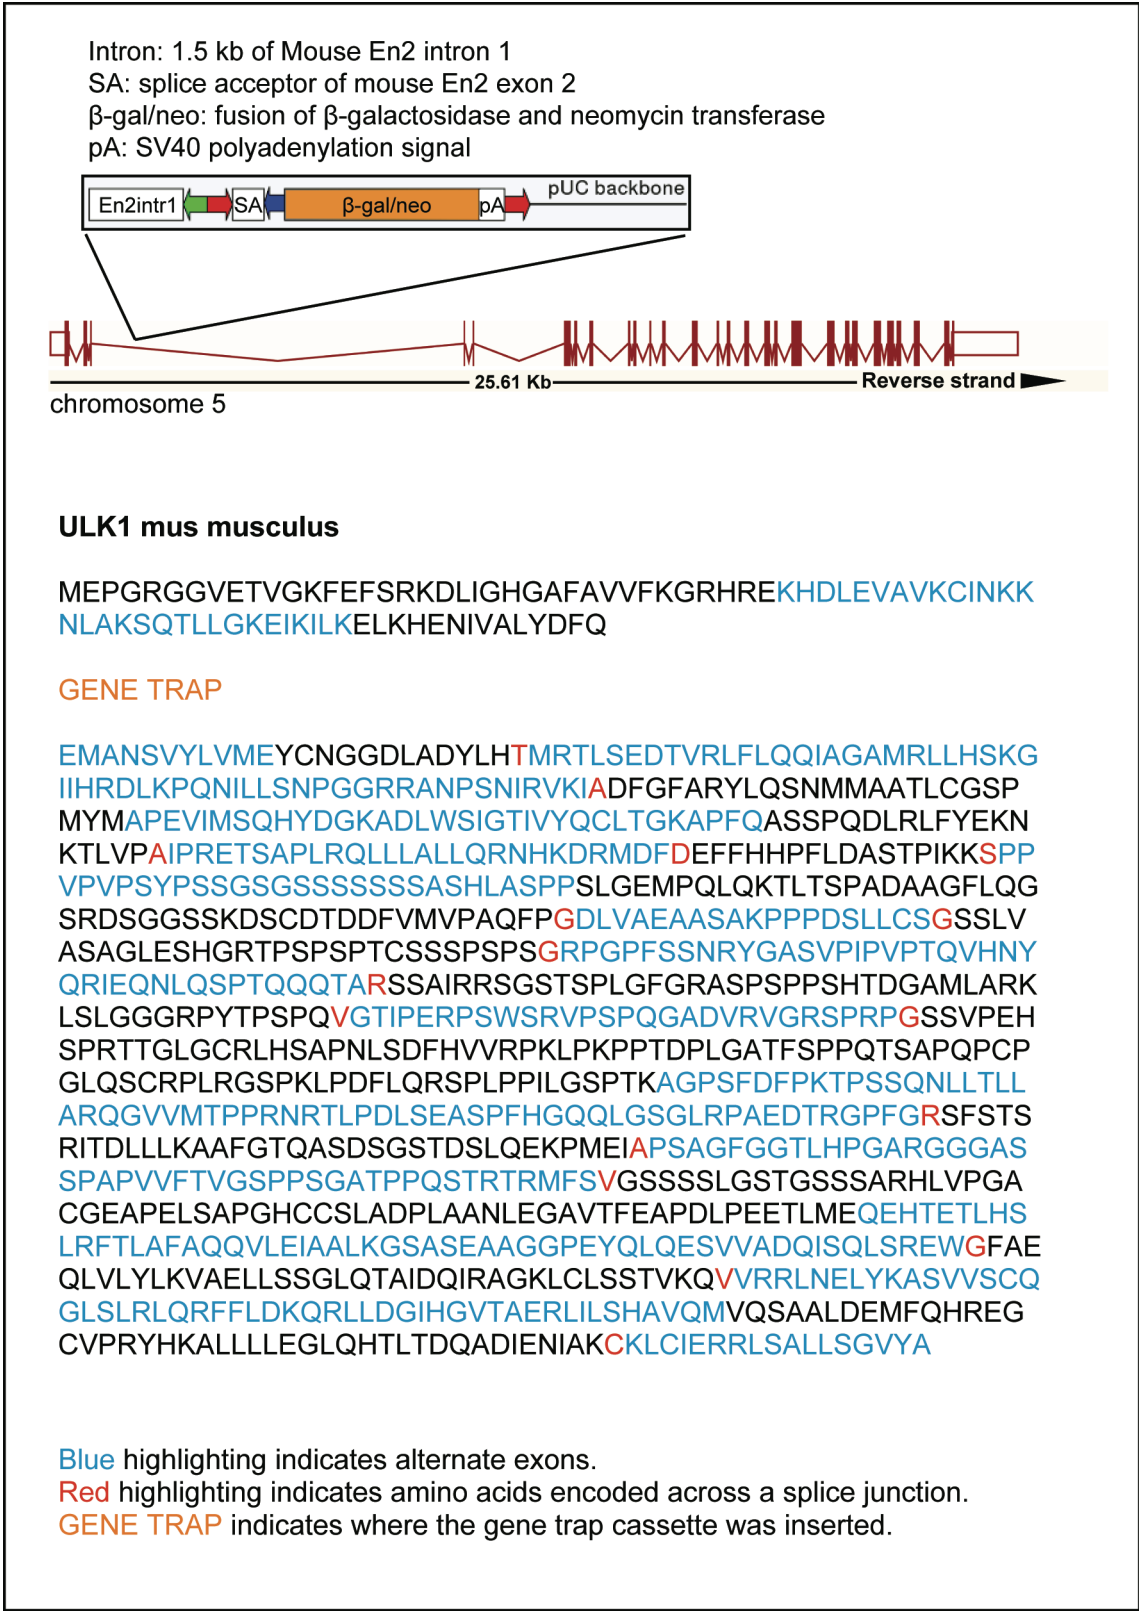 Intron: 1.5 kb of Mouse En2 intron 1
SA: splice acceptor of mouse En2 exon 2
β-gal/neo: fusion of β-galactosidase and neomycin transferase
pA: SV40 polyadenylation signal
En2intr1 SA β-gal/neo pA pUC backbone
25.61 Kb Reverse strand
chromosome 5
ULK1 mus musculus
MEPGRGGVETVGKFEFSRKDLIGHGAFAVVFKGRHREKHDLEVAVKCINKK
NLAKSQTLLGKEIKILKELKHENIVALYDFQ
GENE TRAP
EMANSVYLVMEYCNGGDLADYLHTMRTLSEDTVRLFLQQIAGAMRLLHSKG
IIHRDLKPQNILLSNPGGRRANPSNIRVKIADFGFARYLQSNMMAATLCGSP
MYMAPEVIMSQHYDGKADLWSIGTIVYQCLTGKAPFQASSPQDLRLFYEKN
KTLVPAIPRETSAPLRQLLLALLQRNHKDRMDFDEFFHHPFLDASTPIKKSPP
VPVPSYPSSGSGSSSSSSSASHLASPPSLGEMPQLQKTLTSPADAAGFLQG
SRDSGGSSKDSCDTDDFVMVPAQFPGDLVAEAASAKPPPDSLLCSGSSLV
ASAGLESHGRTPSPSPTCSSSPSPSGRPGPFSSNRYGASVPIPVPTQVHNY
QRIEQNLQSPTQQQTARSSAIRRSGSTSPLGFGRASPSPPSHTDGAMLARK
LSLGGGRPYTPSPQVGTIPERPSWSRVPSPQGADVRVGRSPRPGSSVPEH
SPRTTGLGCRLHSAPNLSDFHVVRPKLPKPPTDPLGATFSPPQTSAPQPCP
GLQSCRPLRGSPKLPDFLQRSPLPPILGSPTKAGPSFDFPKTPSSQNLLTLL
ARQGVVMTPPRNRTLPDLSEASPFHGQQLGSGLRPAEDTRGPFGRSFSTS
RITDLLLKAAFGTQASDSGSTDSLQEKPMEIAPSAGFGGTLHPGARGGGAS
SPAPVVFTVGSPPSGATPPQSTRTRMFSVGSSSSLGSTGSSSARHLVPGA
CGEAPELSAPGHCCSLADPLAANLEGAVTFEAPDLPEETLMEQEHTETLHS
LRFTLAFAQQVLEIAALKGSASEAAGGPEYQLQESVVADQISQLSREWGFAE
QLVLYLKVAELLSSGLQTAIDQIRAGKLCLSSTVKQVVRRLNELYKASVVSCQ
GLSLRLQRFFLDKQRLLDGIHGVTAERLILSHAVQMVQSAALDEMFQHREG
CVPRYHKALLLLEGLQHTLTDQADIENIAKCKLCIERRLSALLSGVYA
Blue highlighting indicates alternate exons.
Red highlighting indicates amino acids encoded across a splice junction.
GENE TRAP indicates where the gene trap cassette was inserted.